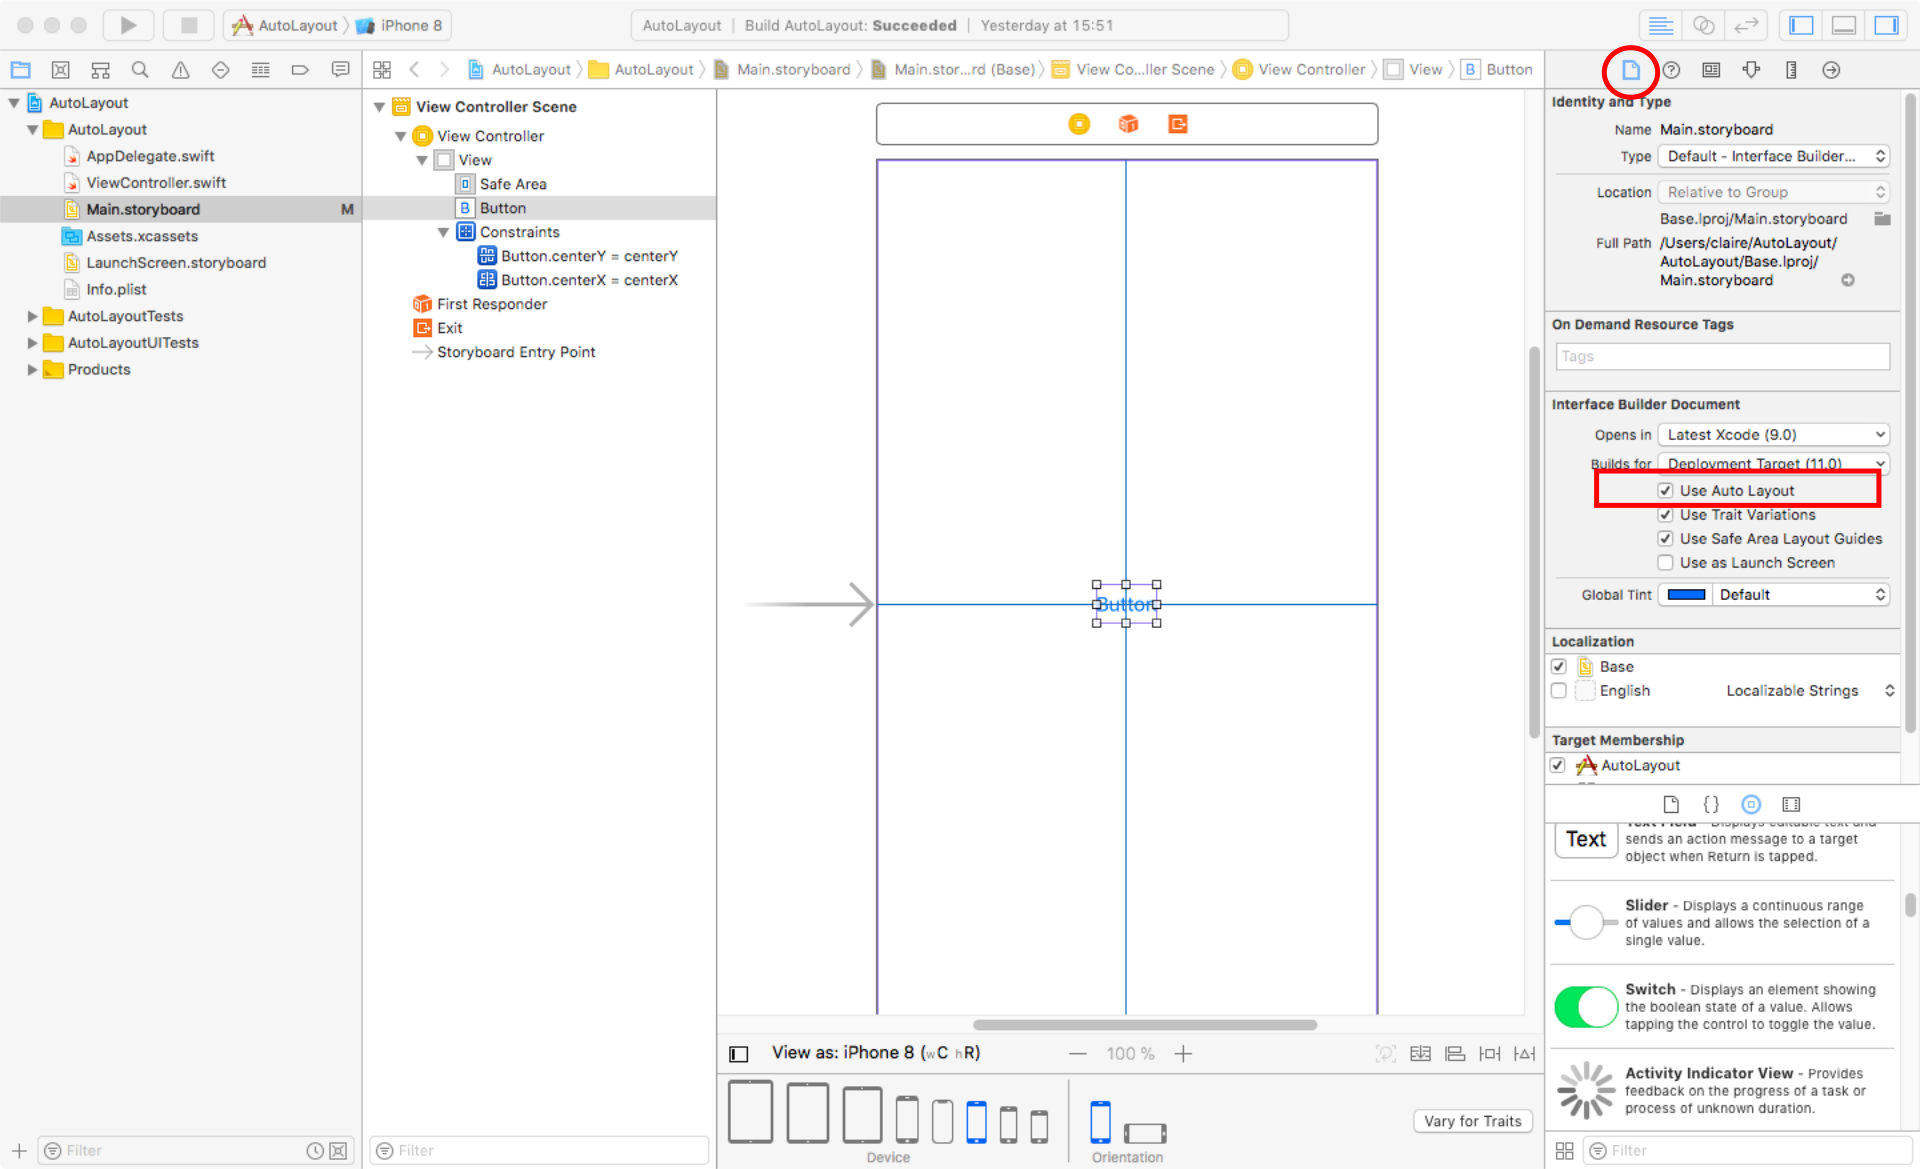 AutoLayout 〉 iPhone 8
AutoLayout | Build AutoLayout: Succeeded | Yesterday at 15:51
AutoLayout 〉 AutoLayout 〉 Main.storyboard 〉 Main.stor...rd (Base) 〉 View Co...ller Scene 〉 View Controller 〉 View 〉 B Button
AutoLayout
AutoLayout
AppDelegate.swift
ViewController.swift
Main.storyboard M
Assets.xcassets
LaunchScreen.storyboard
Info.plist
AutoLayoutTests
AutoLayoutUITests
Products
Filter
View Controller Scene
View Controller
View
Safe Area
B Button
Constraints
Button.centerY = centerY
Button.centerX = centerX
First Responder
Exit
Storyboard Entry Point
Filter
Button
View as: iPhone 8 (wC hR)
100 %
Device
Orientation
Vary for Traits
Identity and Type
Name Main.storyboard
Type Default - Interface Builder...
Location Relative to Group
Base.lproj/Main.storyboard
Full Path /Users/claire/AutoLayout/
AutoLayout/Base.lproj/
Main.storyboard
On Demand Resource Tags
Tags
Interface Builder Document
Opens in Latest Xcode (9.0)
Builds for Deployment Target (11.0)
Use Auto Layout
Use Trait Variations
Use Safe Area Layout Guides
Use as Launch Screen
Global Tint Default
Localization
Base
English Localizable Strings
Target Membership
AutoLayout
{}
Text
Text Field - Displays editable text and
sends an action message to a target
object when Return is tapped.
Slider - Displays a continuous range
of values and allows the selection of a
single value.
Switch - Displays an element showing
the boolean state of a value. Allows
tapping the control to toggle the value.
Activity Indicator View - Provides
feedback on the progress of a task or
process of unknown duration.
Filter